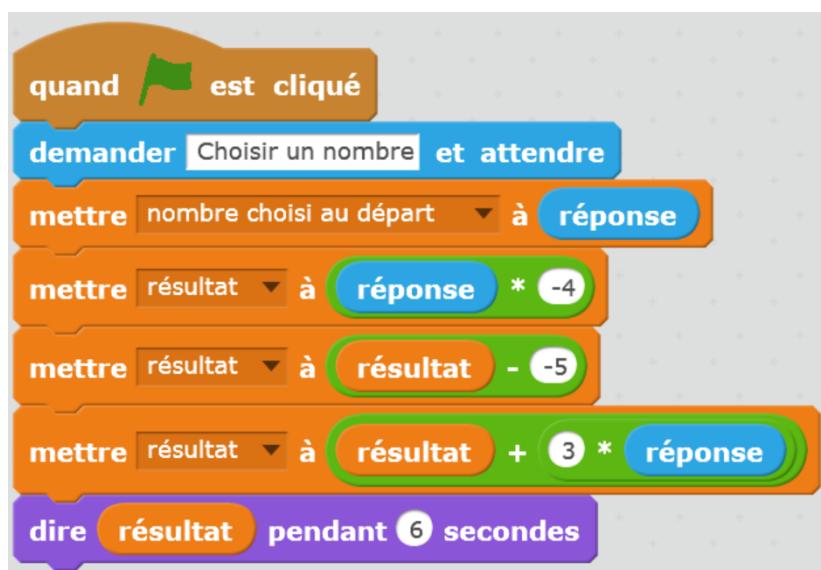 quand est cliqué
demander Choisir un nombre et attendre
mettre nombre choisi au départ à réponse
mettre résultat à réponse * -4
mettre résultat à résultat - -5
mettre résultat à résultat + 3 * réponse
dire résultat pendant 6 secondes